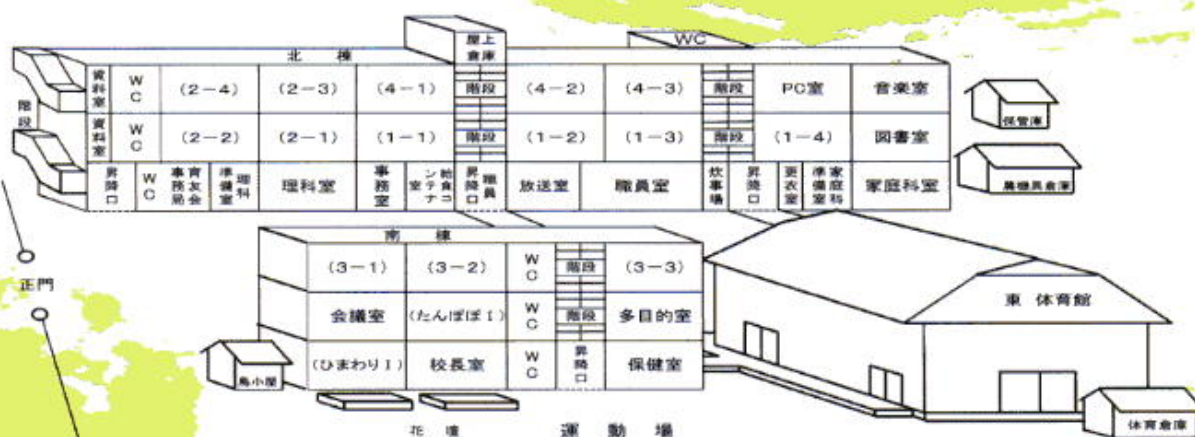 屋上倉庫
WC
北棟
階段
資料室 WC (2-4) (2-3) (4-1) 階段 (4-2) (4-3) 階段 PC室 音楽室
資料室 WC (2-2) (2-1) (1-1) 階段 (1-2) (1-3) 階段 (1-4) 図書室
昇降口 WC 育友会事務局 理科準備室 理科室 事務室 給食コンテナ室 職員昇降口 放送室 職員室 炊事場 昇降口 更衣室 家庭科準備室 家庭科室
保管庫
農機具倉庫
南棟
(3-1) (3-2) WC 階段 (3-3)
会議室 (たんぽぽI) WC 階段 多目的室
(ひまわりI) 校長室 WC 昇降口 保健室
正門
鳥小屋
東 体育館
体育倉庫
花壇 運動場